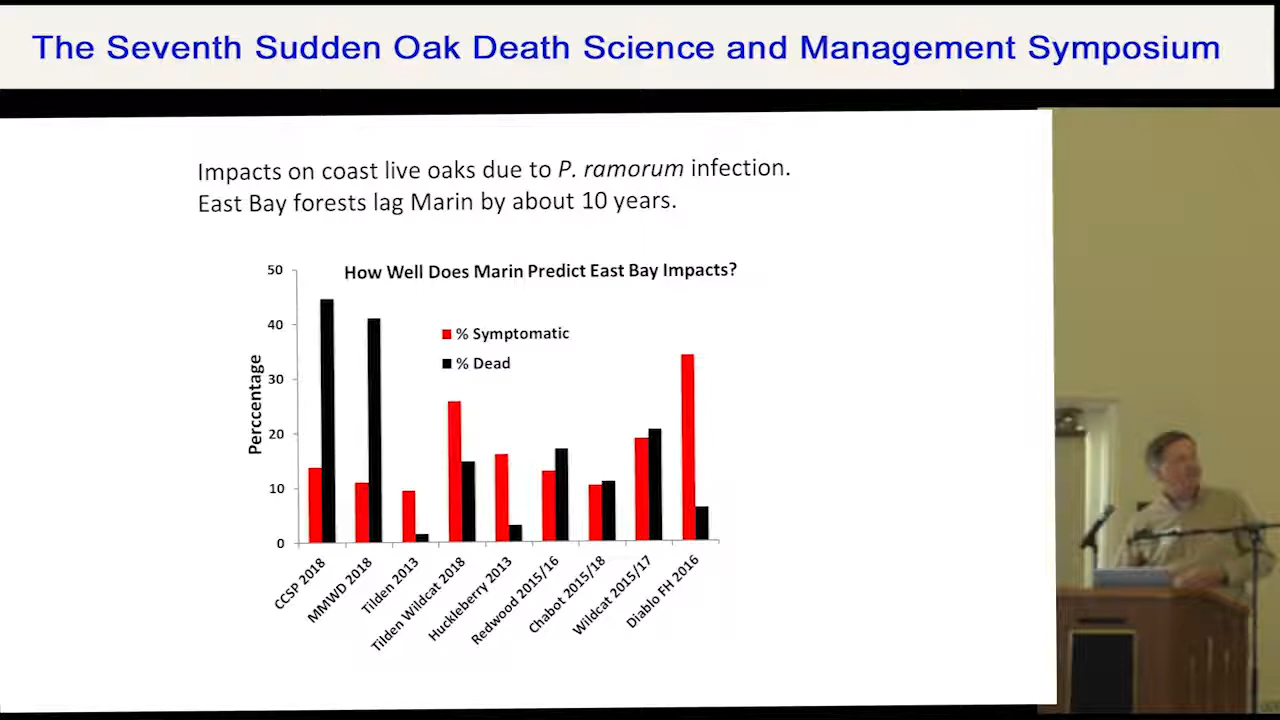 The Seventh Sudden Oak Death Science and Management Symposium
Impacts on coast live oaks due to P. ramorum infection.
East Bay forests lag Marin by about 10 years.
How Well Does Marin Predict East Bay Impacts?
% Symptomatic
% Dead
Perccentage
50
40
30
20
10
0
CCSP 2018
MMWD 2018
Tilden 2013
Tilden Wildcat 2018
Huckleberry 2013
Redwood 2015/16
Chabot 2015/18
Wildcat 2015/17
Diablo FH 2016